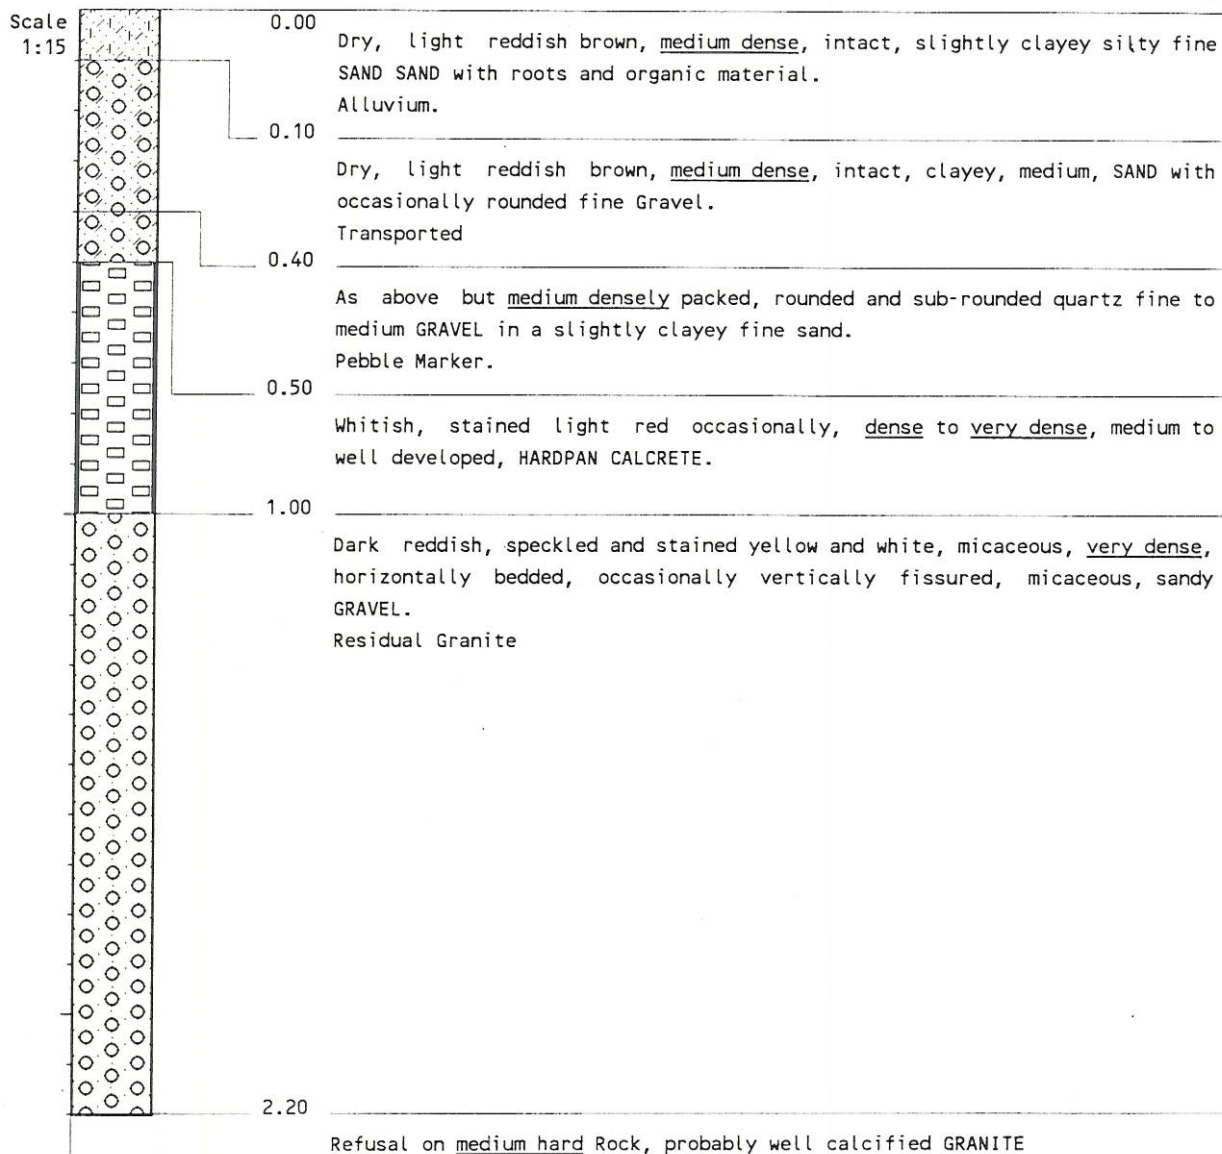 Scale
1:15
0.00
Dry, light reddish brown, medium dense, intact, slightly clayey silty fine
SAND SAND with roots and organic material.
Alluvium.
0.10
Dry, light reddish brown, medium dense, intact, clayey, medium, SAND with
occasionally rounded fine Gravel.
Transported
0.40
As above but medium densely packed, rounded and sub-rounded quartz fine to
medium GRAVEL in a slightly clayey fine sand.
Pebble Marker.
0.50
Whitish, stained light red occasionally, dense to very dense, medium to
well developed, HARDPAN CALCRETE.
1.00
Dark reddish, speckled and stained yellow and white, micaceous, very dense,
horizontally bedded, occasionally vertically fissured, micaceous, sandy
GRAVEL.
Residual Granite
2.20
Refusal on medium hard Rock, probably well calcified GRANITE